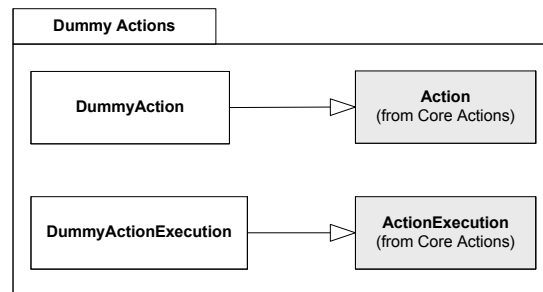 Dummy Actions
DummyAction
Action
(from Core Actions)
DummyActionExecution
ActionExecution
(from Core Actions)